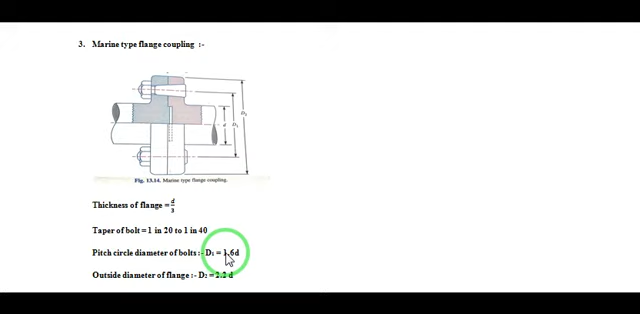 3. Marine type flange coupling :-
D₂
D₁
d
Fig. 13.14. Marine type flange coupling.
Thickness of flange = d/3
Taper of bolt = 1 in 20 to 1 in 40
Pitch circle diameter of bolts :- D₁ = 1.6d
Outside diameter of flange :- D₂ = 2.2 d